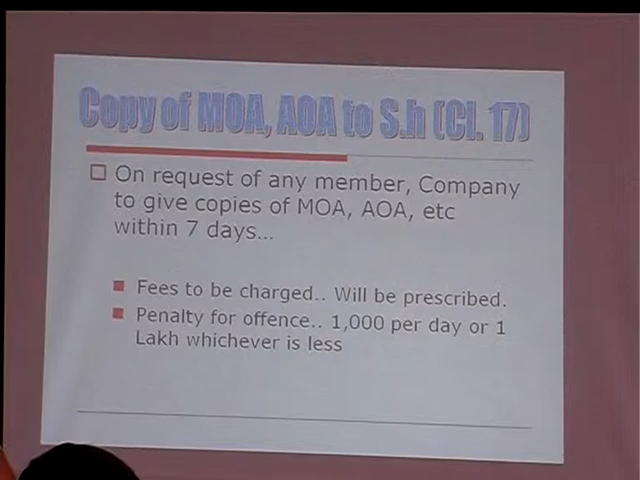 Copy of MOA, AOA to S.h (Cl. 17)
On request of any member, Company
to give copies of MOA, AOA, etc
within 7 days...
Fees to be charged.. Will be prescribed.
Penalty for offence.. 1,000 per day or 1
Lakh whichever is less